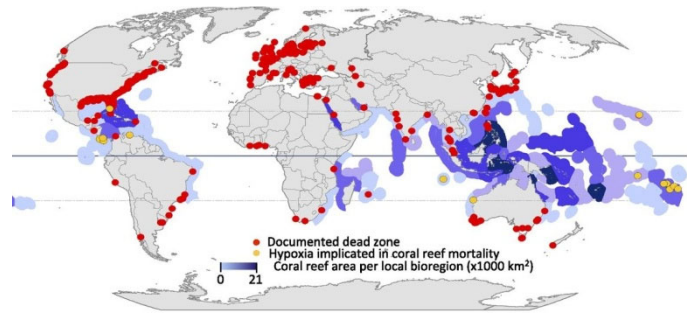 Documented dead zone
Hypoxia implicated in coral reef mortality
Coral reef area per local bioregion (x1000 km²)
0 21